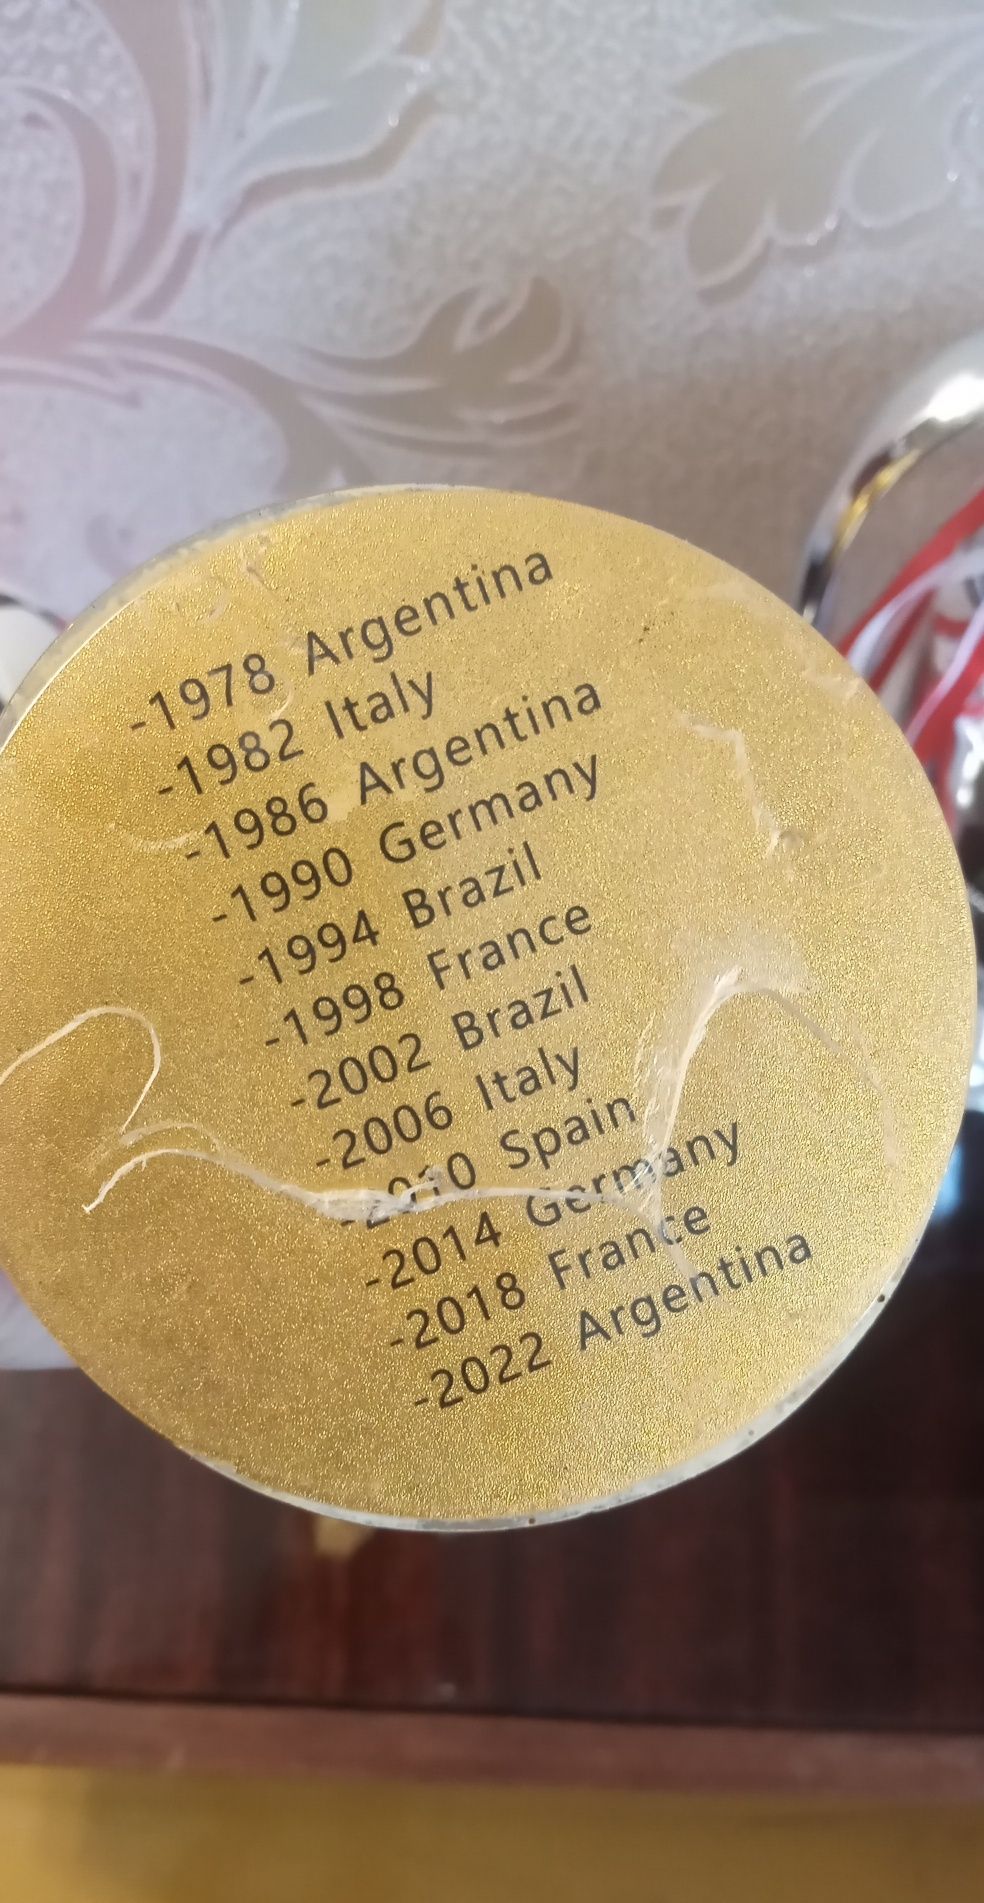 -1978 Argentina
-1982 Italy
-1986 Argentina
-1990 Germany
-1994 Brazil
-1998 France
-2002 Brazil
-2006 Italy
-2010 Spain
-2014 Germany
-2018 France
-2022 Argentina